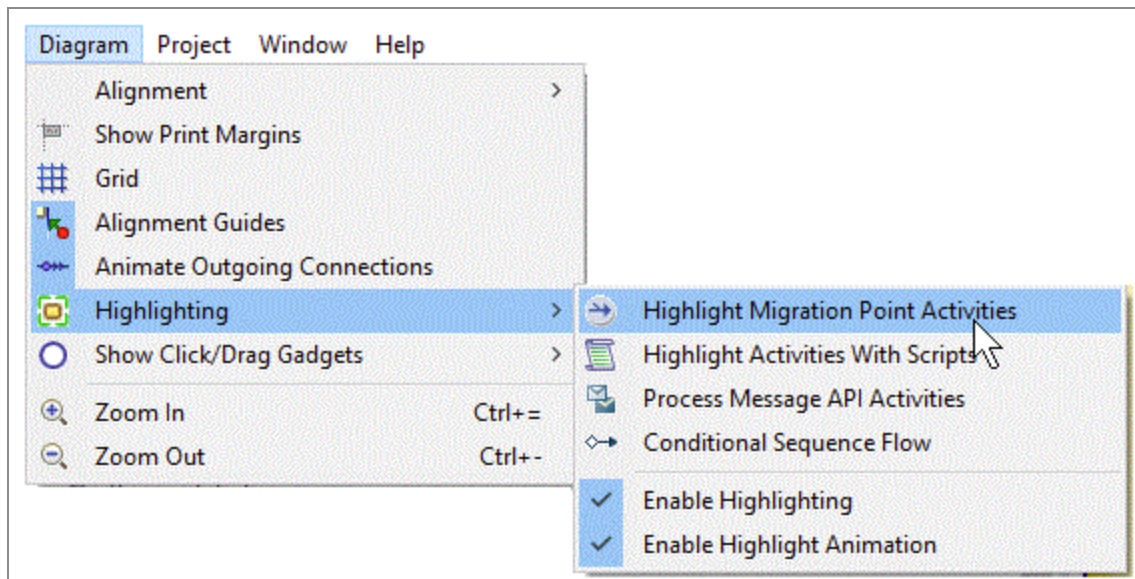 Diagram Project Window Help
Alignment
Show Print Margins
Grid
Alignment Guides
Animate Outgoing Connections
Highlighting
Show Click/Drag Gadgets
Zoom In Ctrl+=
Zoom Out Ctrl+-
Highlight Migration Point Activities
Highlight Activities With Scripts
Process Message API Activities
Conditional Sequence Flow
Enable Highlighting
Enable Highlight Animation